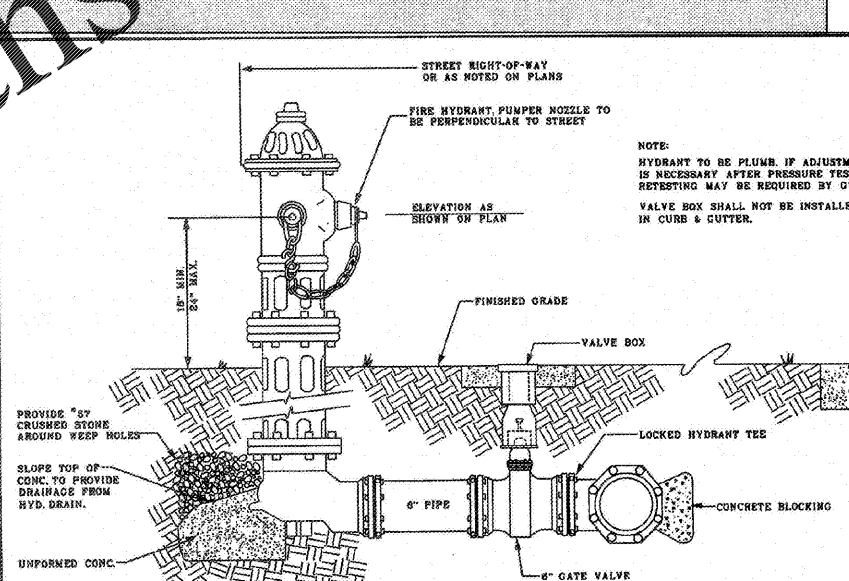 STREET RIGHT-OF-WAY
OR AS NOTED ON PLANS
FIRE HYDRANT, PUMPER NOZZLE TO
BE PERPENDICULAR TO STREET
NOTE:
HYDRANT TO BE PLUMB. IF ADJUSTM
IS NECESSARY AFTER PRESSURE TES
RETESTING MAY BE REQUIRED BY
VALVE BOX SHALL NOT BE INSTALLE
IN CURB & GUTTER.
ELEVATION AS
SHOWN ON PLAN
MIN.
24" MAX.
FINISHED GRADE
VALVE BOX
PROVIDE #57
CRUSHED STONE
AROUND WEEP HOLES
LOCKED HYDRANT TEE
SLOPE TOP OF
CONC. TO PROVIDE
DRAINAGE FROM
HYD. DRAIN.
6" PIPE
CONCRETE BLOCKING
UNFORMED CONC.
6" GATE VALVE